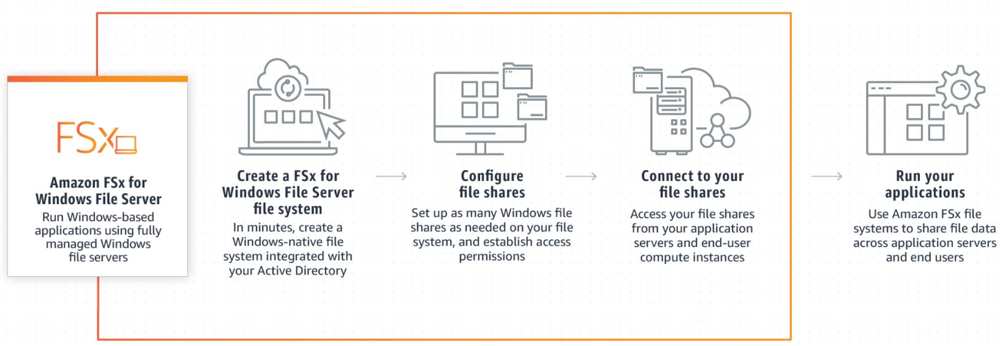 FSx
Amazon FSx for
Windows File Server
Run Windows-based
applications using fully
managed Windows
file servers
Create a FSx for
Windows File Server
file system
In minutes, create a
Windows-native file
system integrated with
your Active Directory
Configure
file shares
Set up as many Windows file
shares as needed on your file
system, and establish access
permissions
Connect to your
file shares
Access your file shares
from your application
servers and end-user
compute instances
Run your
applications
Use Amazon FSx file
systems to share file data
across application servers
and end users